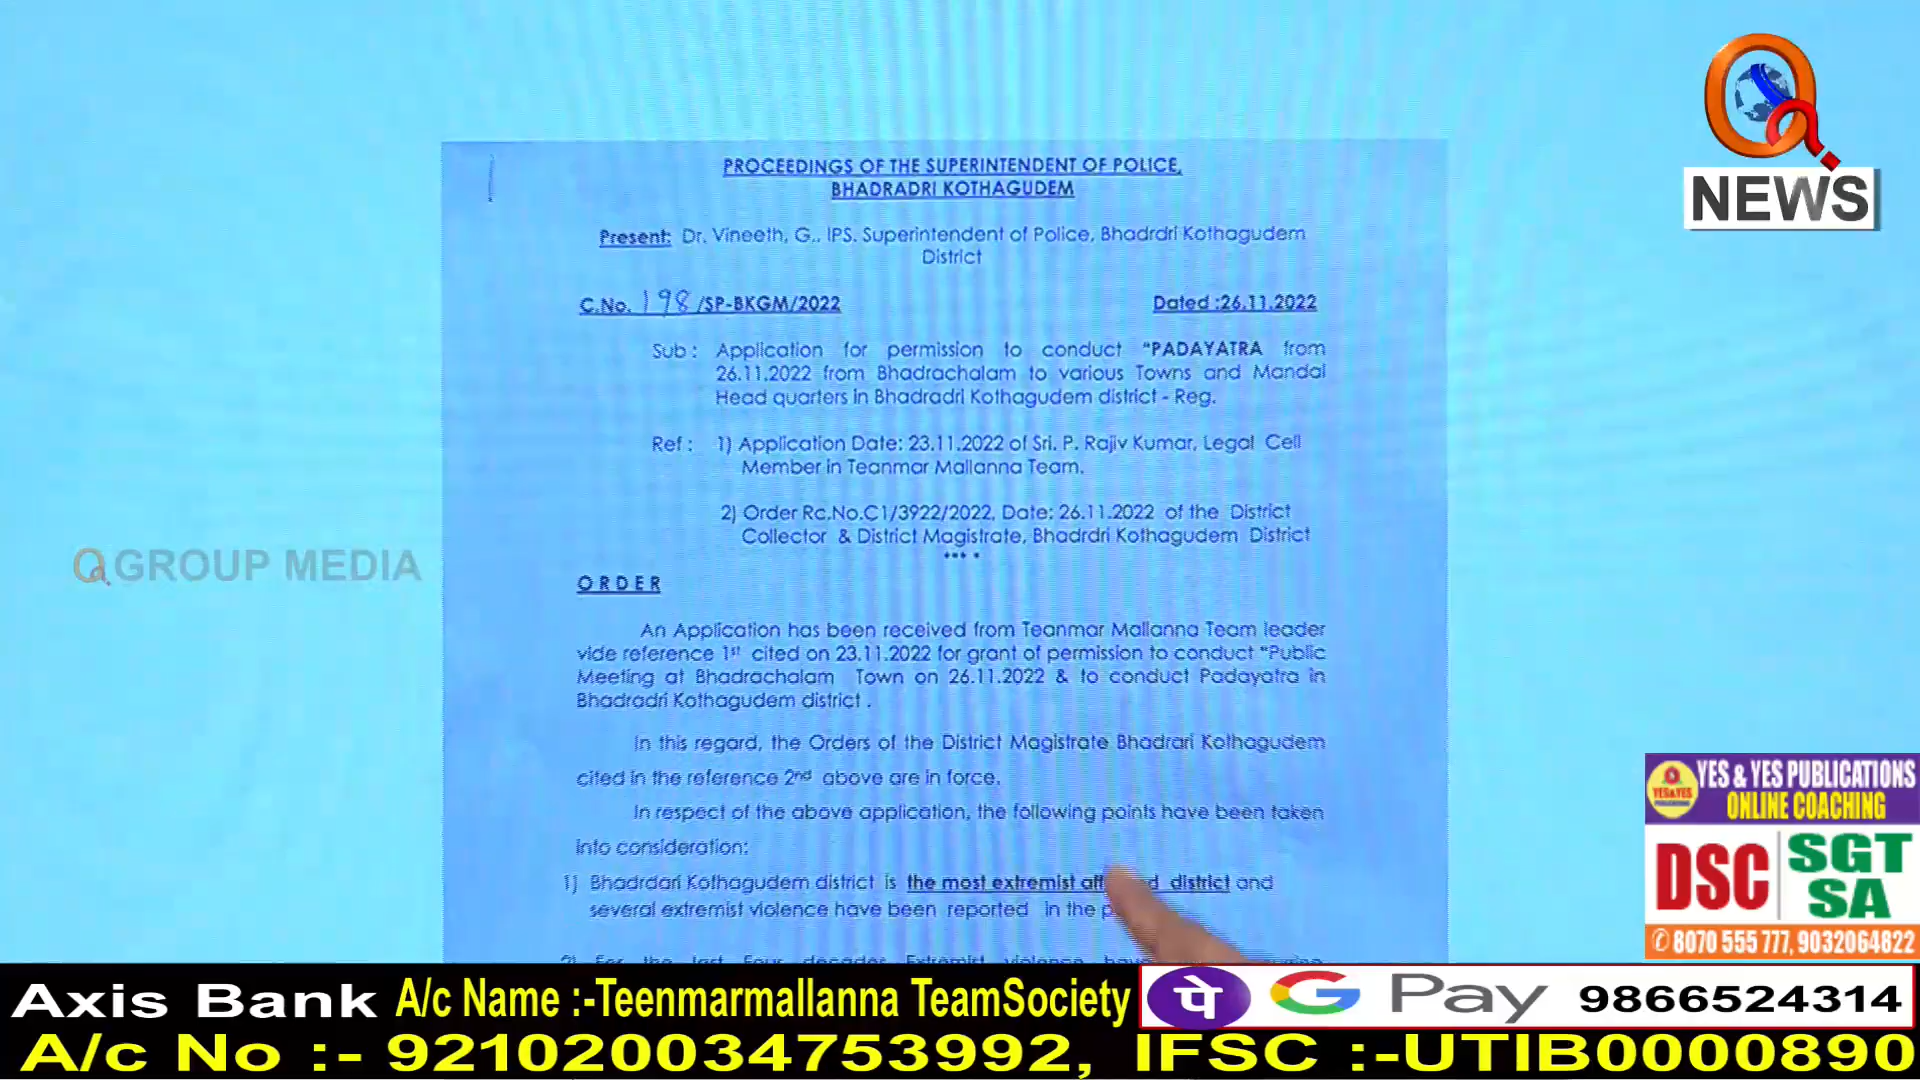 NEWS
PROCEEDINGS OF THE SUPERINTENDENT OF POLICE,
BHADRADRI KOTHAGUDEM
Present: Dr. Vineeth, G., IPS. Superintendent of Police, Bhadrdri Kothagudem
District
C.No. 198/SP-BKGM/2022 Dated :26.11.2022
Sub : Application for permission to conduct "PADAYATRA from
26.11.2022 from Bhadrachalam to various Towns and Mandal
Head quarters in Bhadradri Kothagudem district - Reg.
Ref : 1) Application Date: 23.11.2022 of Sri. P. Rajiv Kumar, Legal Cell
Member in Teanmar Mallanna Team.
2) Order Rc.No.C1/3922/2022, Date: 26.11.2022 of the District
Collector & District Magistrate, Bhadrdri Kothagudem District
****
GROUP MEDIA
ORDER
An Application has been received from Teanmar Mallanna Team leader
vide reference 1st cited on 23.11.2022 for grant of permission to conduct "Public
Meeting at Bhadrachalam Town on 26.11.2022 & to conduct Padayatra in
Bhadradri Kothagudem district .
In this regard, the Orders of the District Magistrate Bhadrari Kothagudem
cited in the reference 2nd above are in force.
In respect of the above application, the following points have been taken
into consideration:
1) Bhadrdari Kothagudem district is the most extremist district and
several extremist violence have been reported in the
2) For the last Four decades Extremist violence
YES & YES PUBLICATIONS
ONLINE COACHING
DSC SGT
SA
8070 555 777, 9032064822
Axis Bank A/c Name :-Teenmarmallanna TeamSociety पे G Pay 9866524314
A/c No :- 921020034753992, IFSC :-UTIB0000890